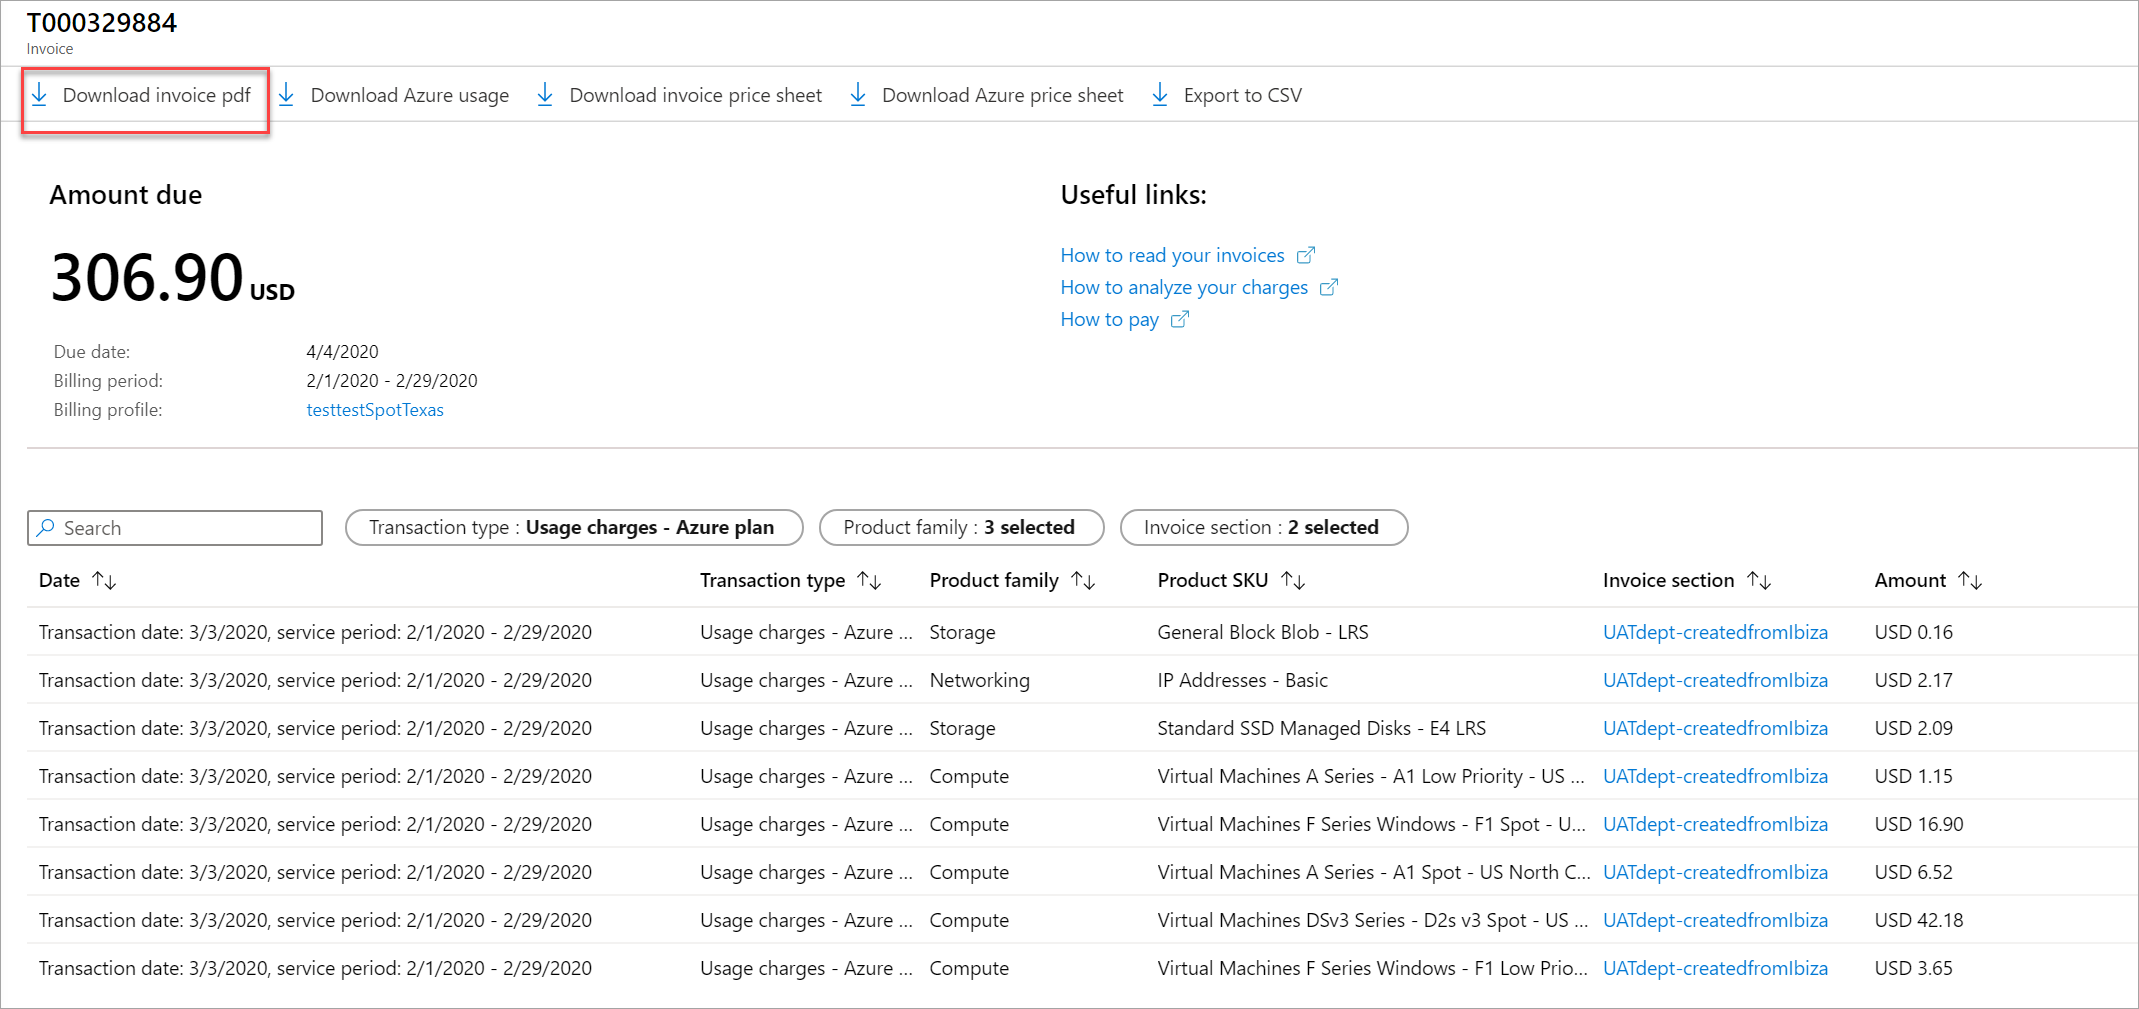 T000329884
Invoice
Download invoice pdf Download Azure usage Download invoice price sheet Download Azure price sheet Export to CSV
Amount due
306.90 USD
Due date: 4/4/2020
Billing period: 2/1/2020 - 2/29/2020
Billing profile: testtestSpotTexas
Useful links:
How to read your invoices
How to analyze your charges
How to pay
Search Transaction type : Usage charges - Azure plan Product family : 3 selected Invoice section : 2 selected
Date Transaction type Product family Product SKU Invoice section Amount
Transaction date: 3/3/2020, service period: 2/1/2020 - 2/29/2020 Usage charges - Azure ... Storage General Block Blob - LRS UATdept-createdfromIbiza USD 0.16
Transaction date: 3/3/2020, service period: 2/1/2020 - 2/29/2020 Usage charges - Azure ... Networking IP Addresses - Basic UATdept-createdfromIbiza USD 2.17
Transaction date: 3/3/2020, service period: 2/1/2020 - 2/29/2020 Usage charges - Azure ... Storage Standard SSD Managed Disks - E4 LRS UATdept-createdfromIbiza USD 2.09
Transaction date: 3/3/2020, service period: 2/1/2020 - 2/29/2020 Usage charges - Azure ... Compute Virtual Machines A Series - A1 Low Priority - US ... UATdept-createdfromIbiza USD 1.15
Transaction date: 3/3/2020, service period: 2/1/2020 - 2/29/2020 Usage charges - Azure ... Compute Virtual Machines F Series Windows - F1 Spot - U... UATdept-createdfromIbiza USD 16.90
Transaction date: 3/3/2020, service period: 2/1/2020 - 2/29/2020 Usage charges - Azure ... Compute Virtual Machines A Series - A1 Spot - US North C... UATdept-createdfromIbiza USD 6.52
Transaction date: 3/3/2020, service period: 2/1/2020 - 2/29/2020 Usage charges - Azure ... Compute Virtual Machines DSv3 Series - D2s v3 Spot - US ... UATdept-createdfromIbiza USD 42.18
Transaction date: 3/3/2020, service period: 2/1/2020 - 2/29/2020 Usage charges - Azure ... Compute Virtual Machines F Series Windows - F1 Low Prio... UATdept-createdfromIbiza USD 3.65